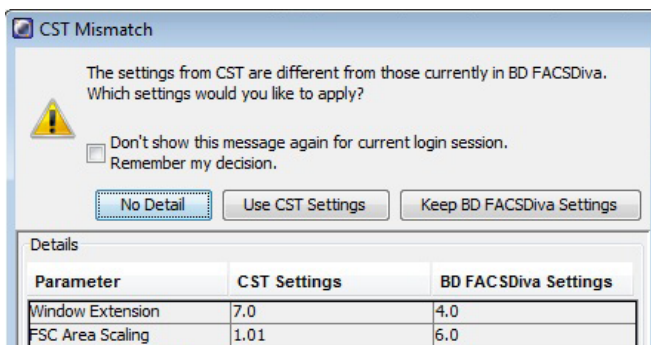 CST Mismatch
The settings from CST are different from those currently in BD FACSDiva.
Which settings would you like to apply?
Don't show this message again for current login session.
Remember my decision.
No Detail Use CST Settings Keep BD FACSDiva Settings
Details
Parameter CST Settings BD FACSDiva Settings
Window Extension 7.0 4.0
FSC Area Scaling 1.01 6.0